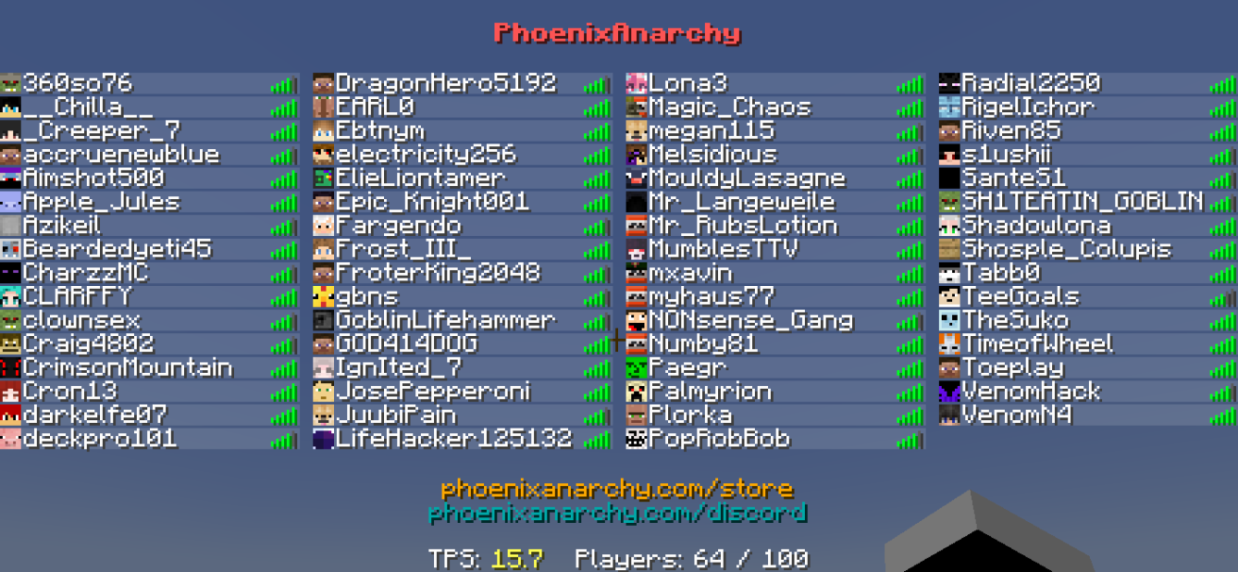 PhoenixAnarchy
360so76 DragonHero5192 Lona3 Radial2250
__Chilla__ EARL0 Magic_Chaos RigelIchor
_Creeper_7 Ebtnym megan115 Riven85
accruenewblue electricity256 Melsidious s1ushii
Aimshot500 ElieLiontamer MouldyLasagne SanteS1
Apple_Jules Epic_Knight001 Mr_Langeweile SH1TEATIN_GOBLIN
Azikeil Fargendo Mr_RubsLotion Shadowlona
Beardedyeti45 Frost_III_ MumblesTTV Shosple_Colupis
CharzzMC FroterKing2048 mxavin Tabb0
CLARFFY gbns myhaus77 TeeGoals
clownsex GoblinLifehammer NONsense_Gang TheSuko
Craig4802 GOD414DOG Numby81 TimeofWheel
CrimsonMountain IgnIted_7 Paegr Toeplay
Cron13 JosePepperoni Palmyrion VenomHack
darkelfe07 JuubiPain Plorka VenomN4
deckpro101 LifeHacker125132 PopRobBob
phoenixanarchy.com/store
phoenixanarchy.com/discord
TPS: 15.7 Players: 64 / 100